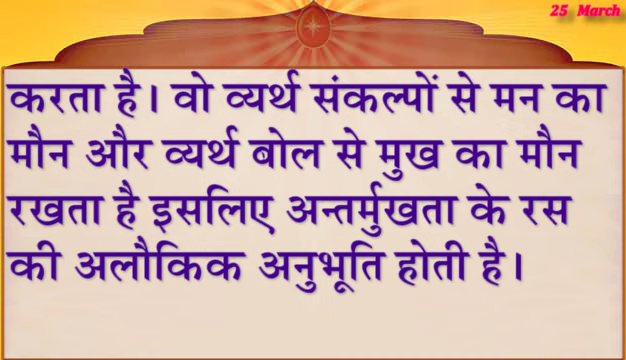 25 March
करता है। वो व्यर्थ संकल्पों से मन का
मौन और व्यर्थ बोल से मुख का मौन
रखता है इसलिए अन्तर्मुखता के रस
की अलौकिक अनुभूति होती है।